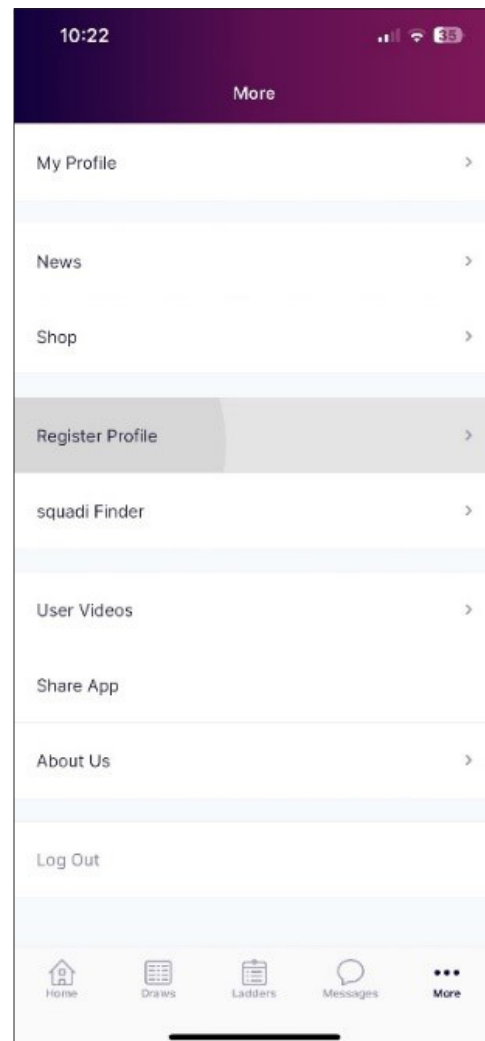 10:22
35
More
My Profile
News
Shop
Register Profile
squadi Finder
User Videos
Share App
About Us
Log Out
Home Draws Ladders Messages More